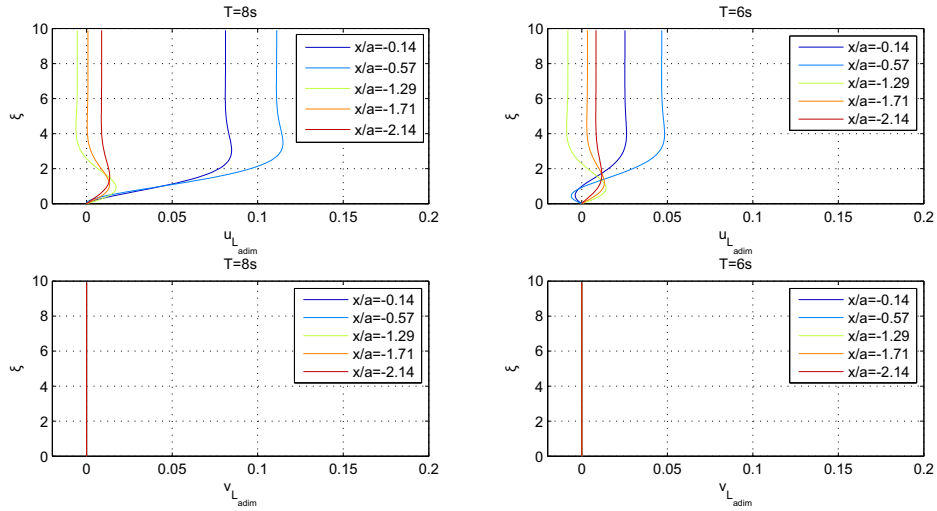 T=8s
10
8
6
4
2
0
ξ
0
0.05
0.1
0.15
0.2
u_L_adim
x/a=-0.14
x/a=-0.57
x/a=-1.29
x/a=-1.71
x/a=-2.14
T=6s
10
8
6
4
2
0
ξ
0
0.05
0.1
0.15
0.2
u_L_adim
x/a=-0.14
x/a=-0.57
x/a=-1.29
x/a=-1.71
x/a=-2.14
T=8s
10
8
6
4
2
0
ξ
0
0.05
0.1
0.15
0.2
v_L_adim
x/a=-0.14
x/a=-0.57
x/a=-1.29
x/a=-1.71
x/a=-2.14
T=6s
10
8
6
4
2
0
ξ
0
0.05
0.1
0.15
0.2
v_L_adim
x/a=-0.14
x/a=-0.57
x/a=-1.29
x/a=-1.71
x/a=-2.14